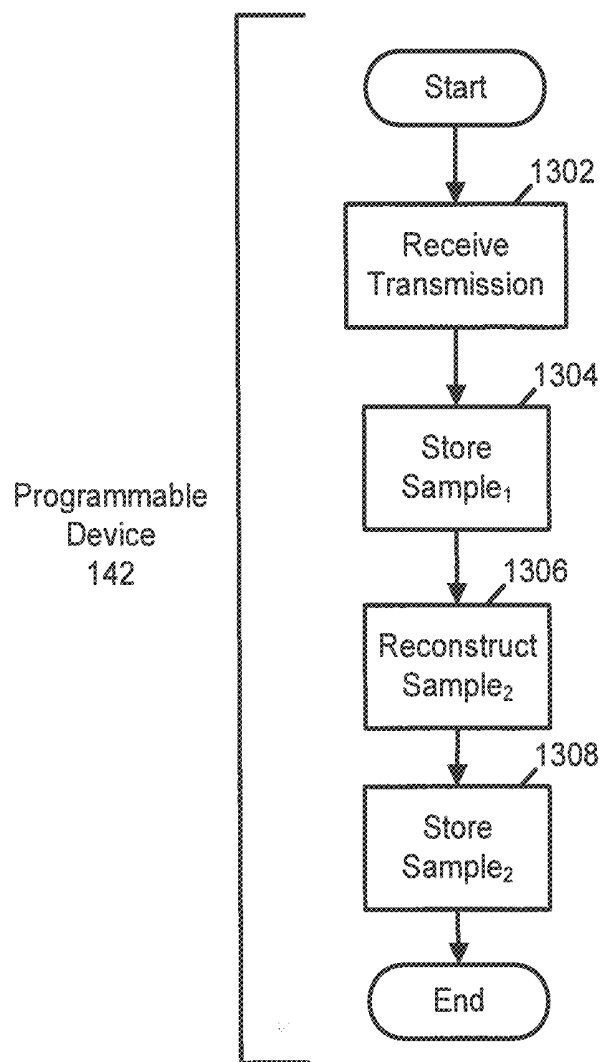 Start
1302
Receive
Transmission
1304
Store
Sample₁
Programmable
Device
142
1306
Reconstruct
Sample₂
1308
Store
Sample₂
End